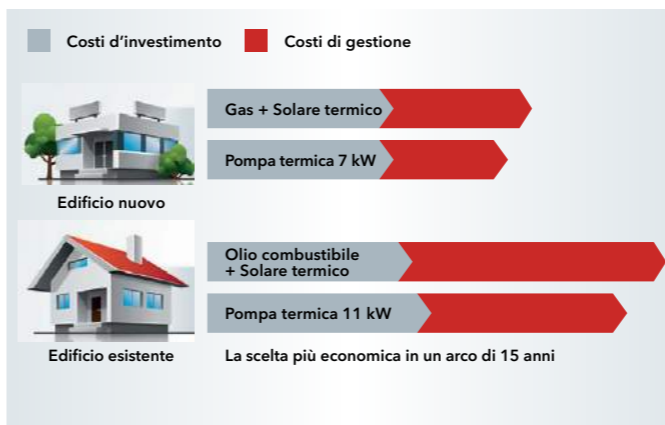 Costi d’investimento
Costi di gestione
Gas + Solare termico
Pompa termica 7 kW
Edificio nuovo
Olio combustibile
+ Solare termico
Pompa termica 11 kW
Edificio esistente
La scelta più economica in un arco di 15 anni